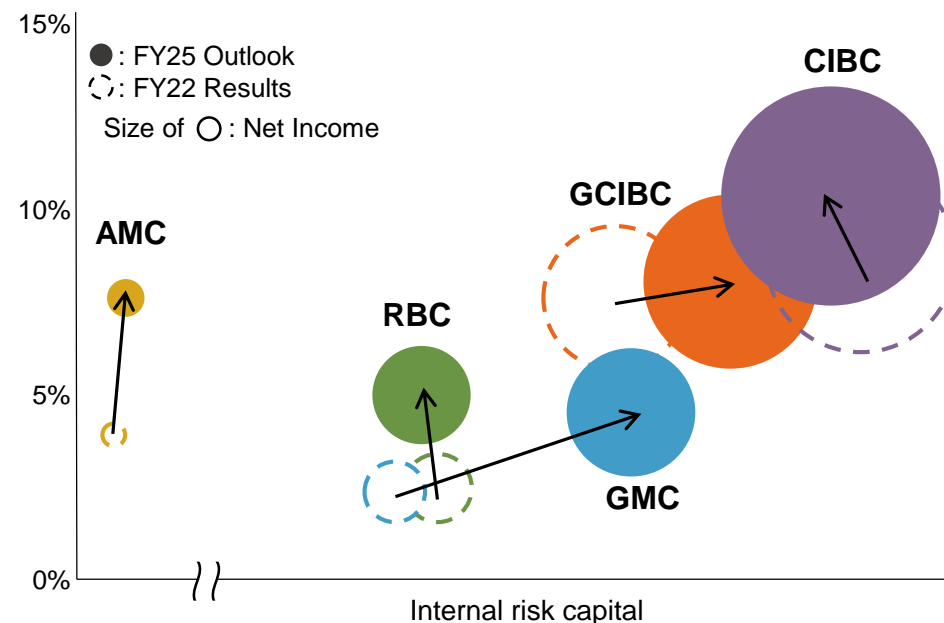 15%
: FY25 Outlook
: FY22 Results
Size of : Net Income
CIBC
GCIBC
10%
AMC
RBC
5%
GMC
0%
Internal risk capital